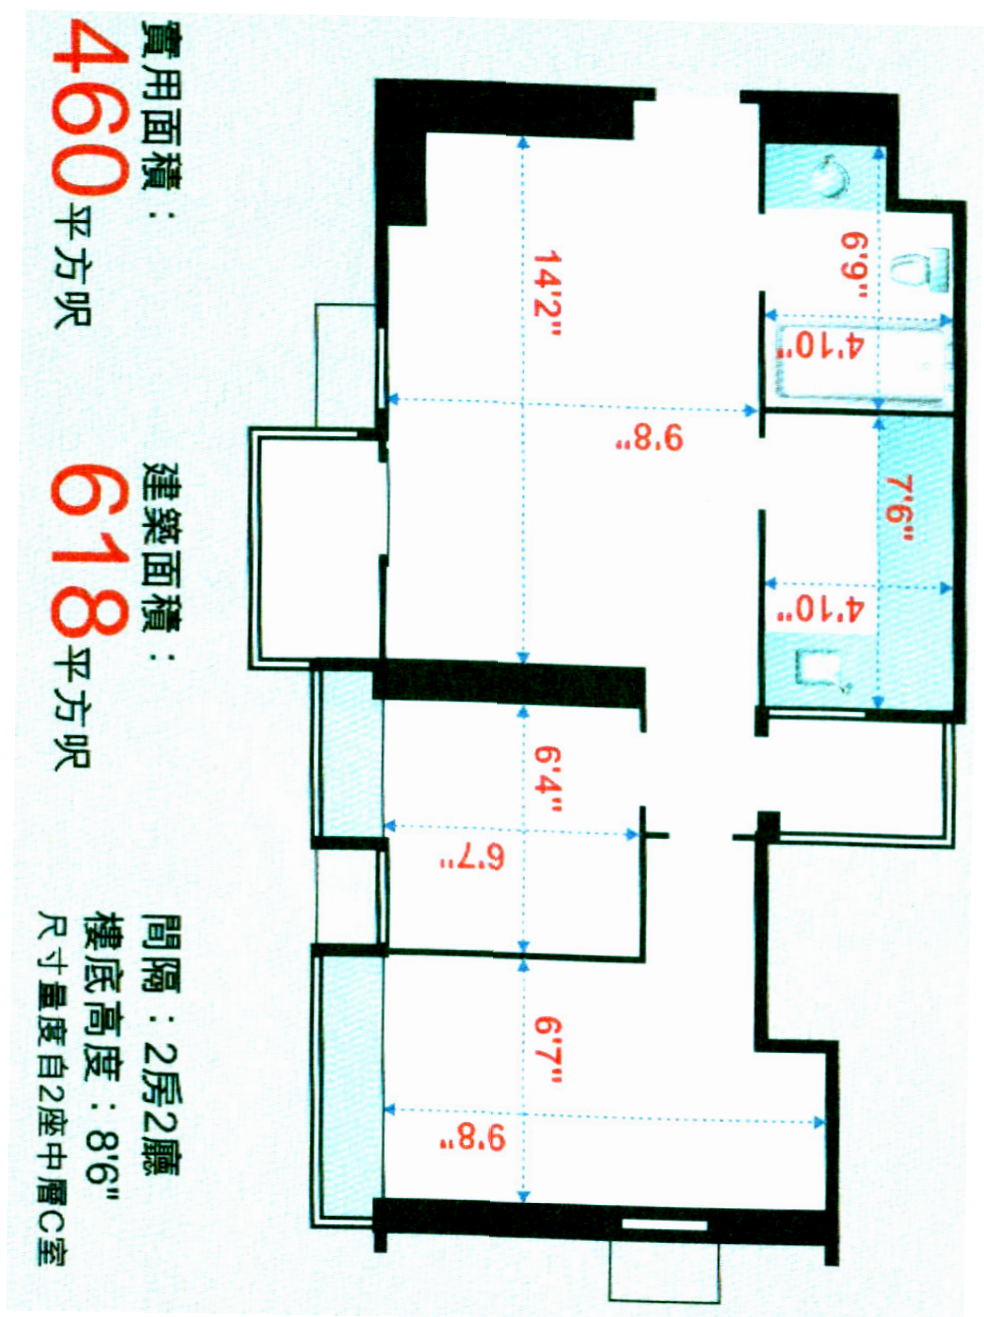 6'9"
7'6"
4'10"
4'10"
9'8"
14'2"
6'4"
6'7"
6'7"
9'8"
實用面積：
460平方呎
建築面積：
618平方呎
間隔：2房2廳
樓底高度：8'6"
尺寸量度自2座中層C室